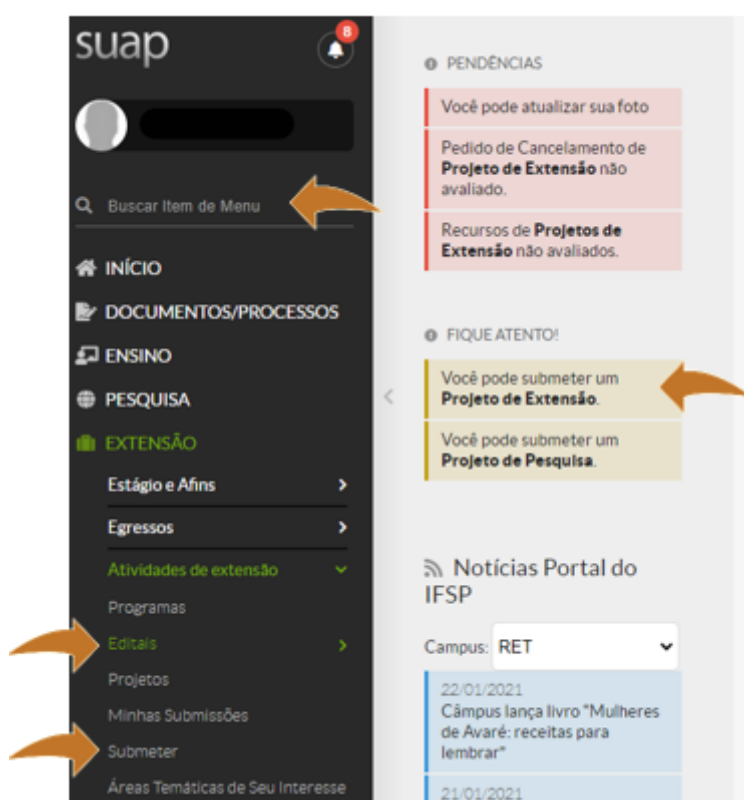 suap
8
Buscar Item de Menu
INÍCIO
DOCUMENTOS/PROCESSOS
ENSINO
PESQUISA
EXTENSÃO
Estágio e Afins
Egressos
Atividades de extensão
Programas
Editais
Projetos
Minhas Submissões
Submeter
Áreas Temáticas de Seu Interesse
PENDÊNCIAS
Você pode atualizar sua foto
Pedido de Cancelamento de
Projeto de Extensão não
avaliado.
Recursos de Projetos de
Extensão não avaliados.
FIQUE ATENTO!
Você pode submeter um
Projeto de Extensão.
Você pode submeter um
Projeto de Pesquisa.
Notícias Portal do
IFSP
Campus: RET
22/01/2021
Câmpus lança livro "Mulheres
de Avaré: receitas para
lembrar"
21/01/2021